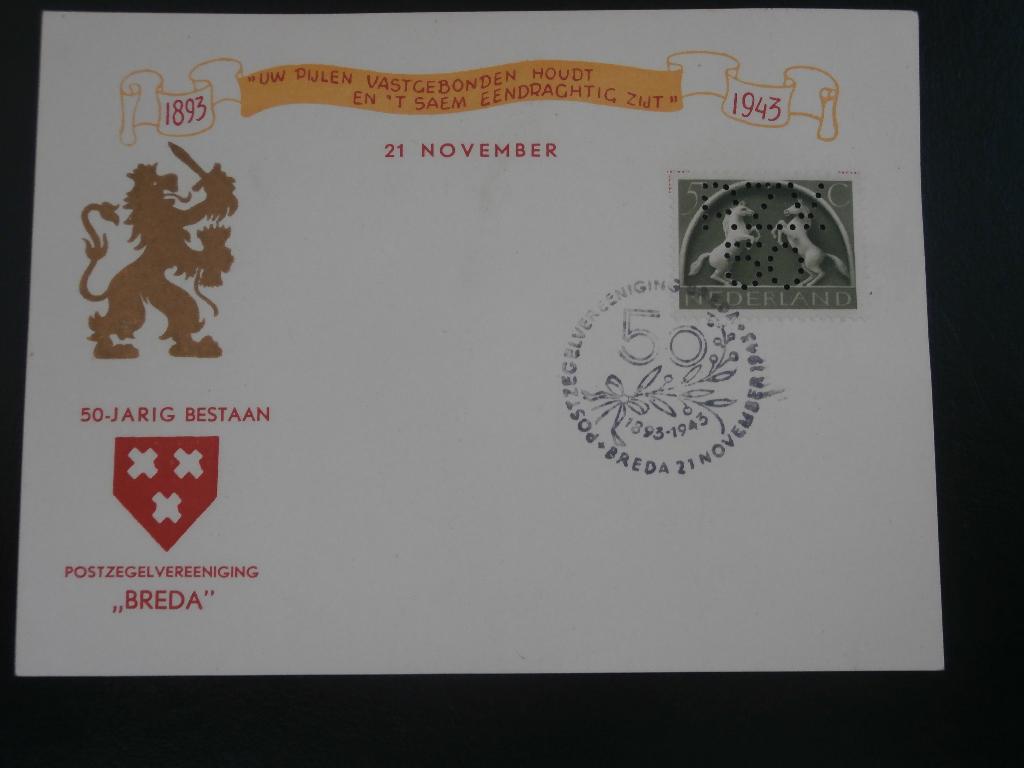 1893
„UW PIJLEN VASTGEBONDEN HOUDT
EN 'T SAEM EENDRACHTIG ZIJT"
1943
21 NOVEMBER
5 C
NEDERLAND
POSTZEGELVEREENIGING
50
1893-1943
BREDA 21 NOVEMBER 1943
50-JARIG BESTAAN
POSTZEGELVEREENIGING
„BREDA”